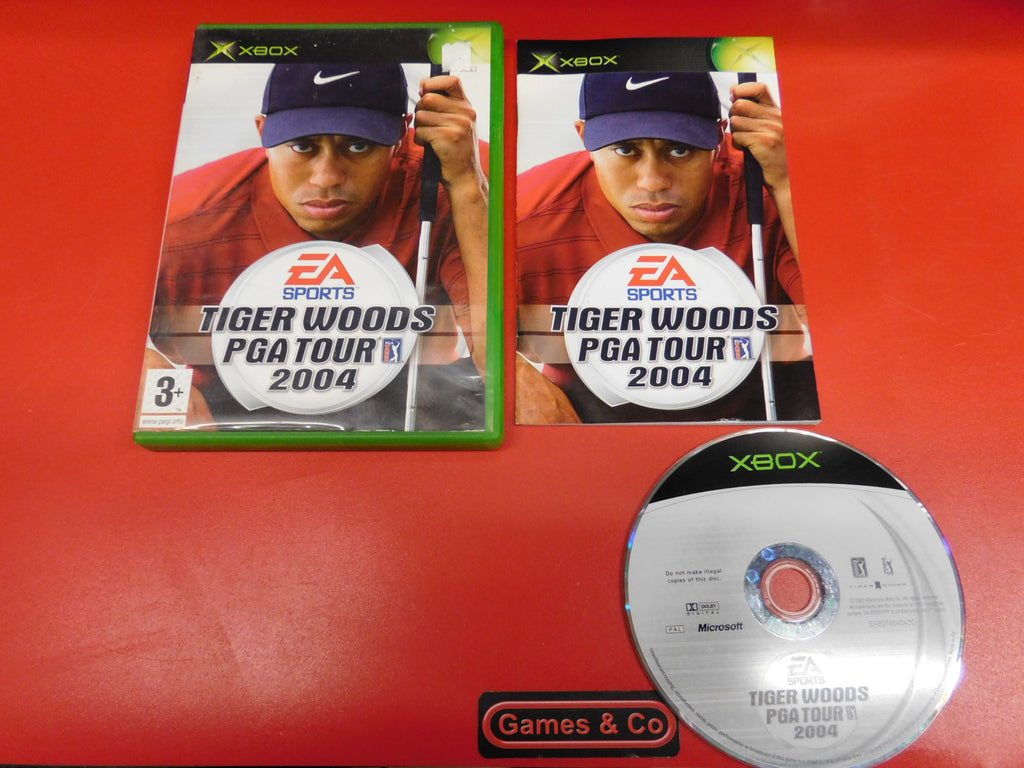 XBOX
EA
SPORTS
TIGER WOODS
PGA TOUR
2004
3+
www.pegi.info
XBOX
EA
SPORTS
TIGER WOODS
PGA TOUR
2004
XBOX
Do not make illegal
copies of this disc.
DOLBY
DIGITAL
PAL
Microsoft
EA
SPORTS
TIGER WOODS
PGA TOUR
2004
Games & Co